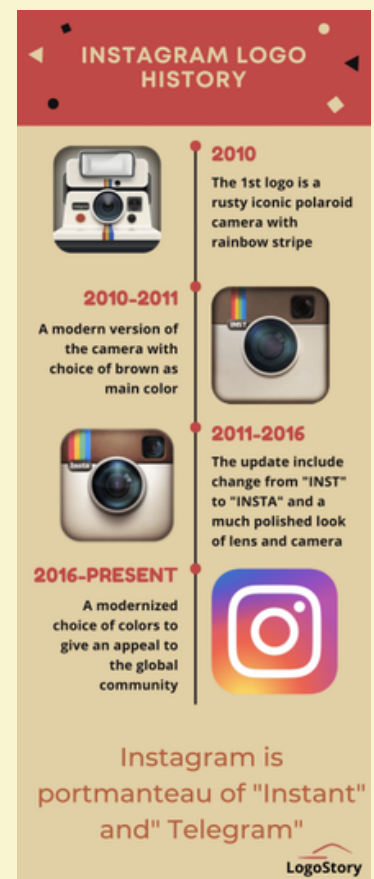 INSTAGRAM LOGO
HISTORY
2010
The 1st logo is a
rusty iconic polaroid
camera with
rainbow stripe
2010-2011
A modern version of
the camera with
choice of brown as
main color
INST
2011-2016
The update include
change from "INST"
to "INSTA" and a
much polished look
of lens and camera
Insta
2016-PRESENT
A modernized
choice of colors to
give an appeal to
the global
community
Instagram is
portmanteau of "Instant"
and" Telegram"
LogoStory